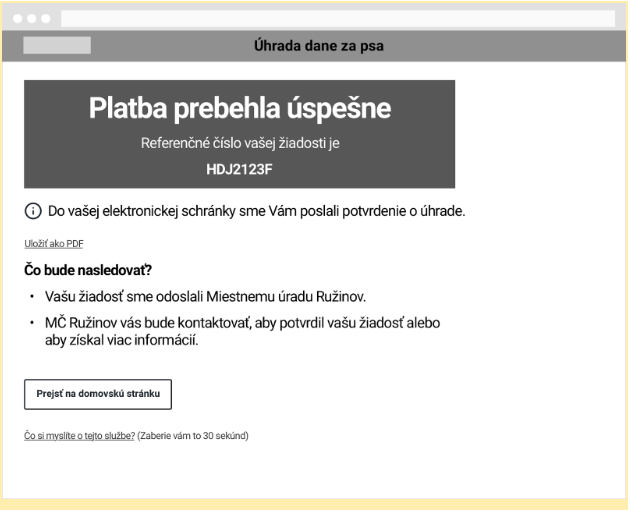 Úhrada dane za psa
Platba prebehla úspešne
Referenčné číslo vašej žiadosti je
HDJ2123F
Do vašej elektronickej schránky sme Vám poslali potvrdenie o úhrade.
Uložiť ako PDF
Čo bude nasledovať?
• Vašu žiadosť sme odoslali Miestnemu úradu Ružinov.
• MČ Ružinov vás bude kontaktovať, aby potvrdil vašu žiadosť alebo
aby získal viac informácií.
Prejsť na domovskú stránku
Čo si myslíte o tejto službe? (Zaberie vám to 30 sekúnd)